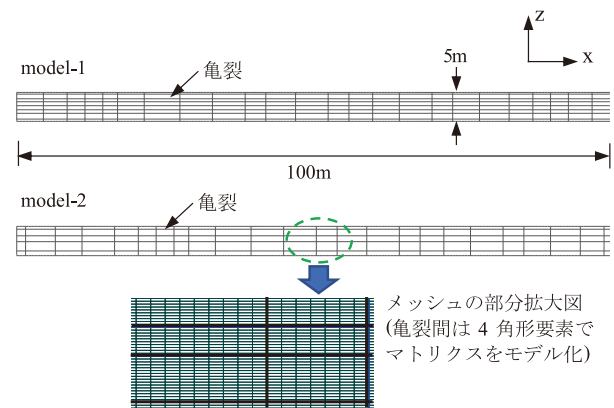 z
x
model-1
亀裂
5m
100m
model-2
亀裂
メッシュの部分拡大図
(亀裂間は 4 角形要素で
マトリクスをモデル化)